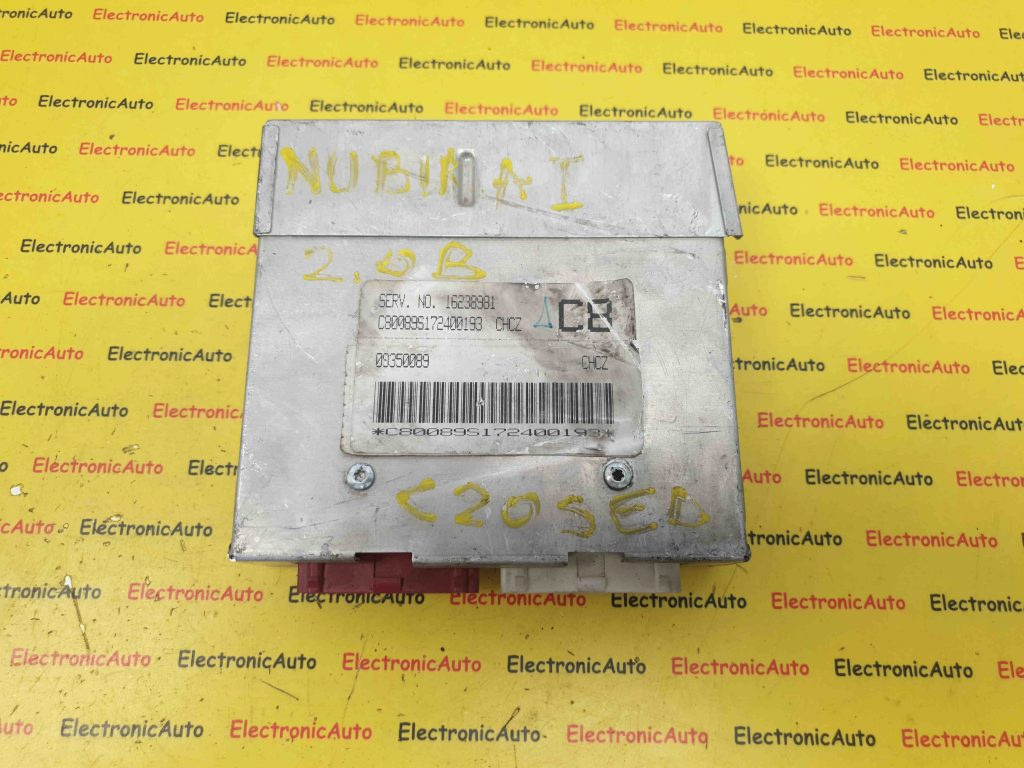 NUBIRA I
2.0B
SERV. NO. 16238981
C80089S172400193 CHCZ
C8
09350089 CHCZ
*C80089S172400193*
C20SED
ElectronicAuto